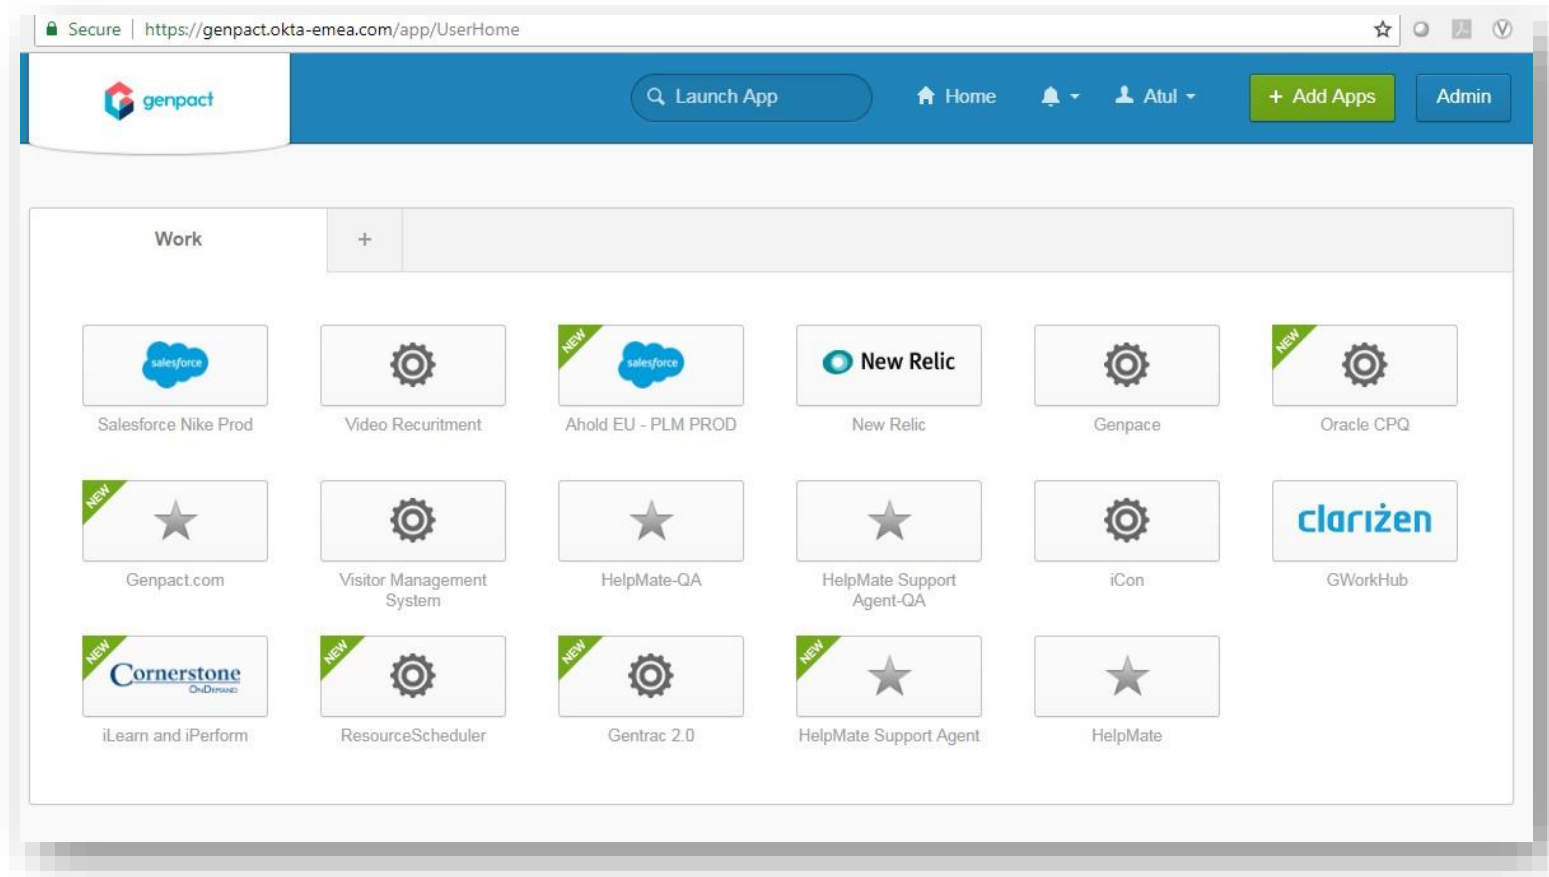 Secure https://genpact.okta-emea.com/app/UserHome
genpact Launch App Home Atul + Add Apps Admin
Work +
salesforce NEW salesforce New Relic NEW
Salesforce Nike Prod Video Recuritment Ahold EU - PLM PROD New Relic Genpace Oracle CPQ
NEW clarizen
Genpact.com Visitor Management HelpMate-QA HelpMate Support iCon GWorkHub
System Agent-QA
NEW Cornerstone NEW NEW NEW
OnDemand
iLearn and iPerform ResourceScheduler Gentrac 2.0 HelpMate Support Agent HelpMate